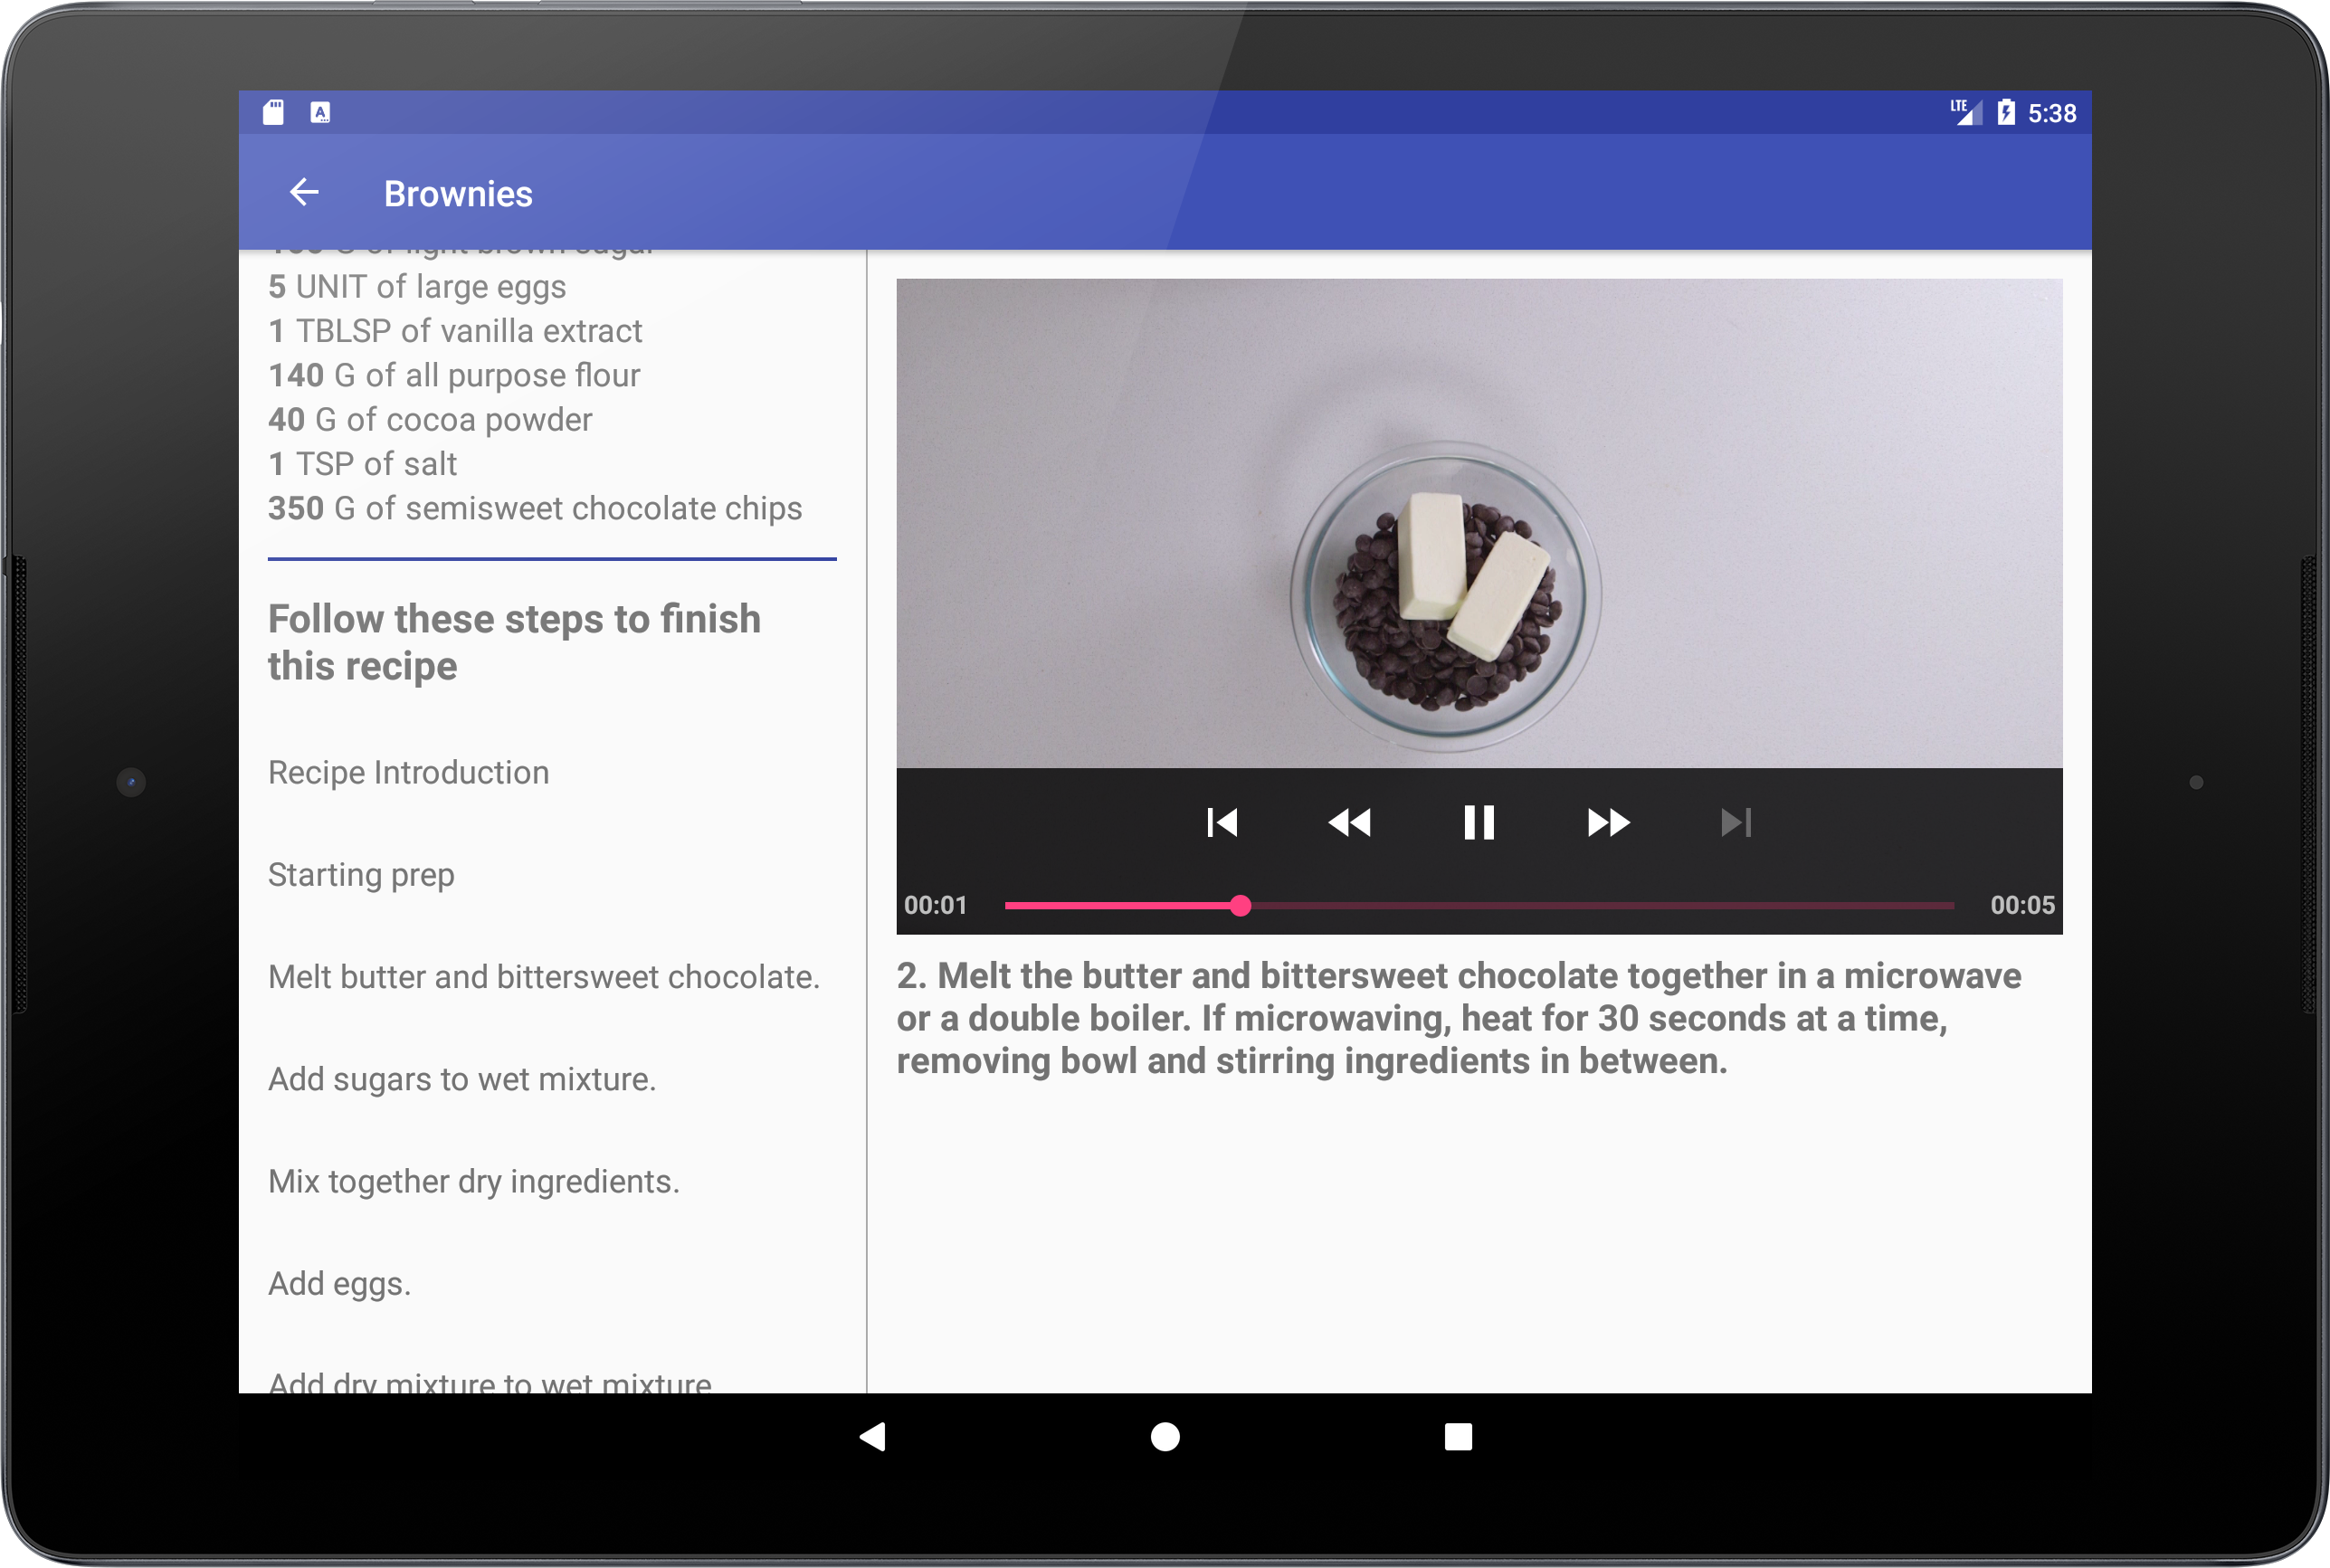 LTE 5:38
Brownies
G of light brown sugar
5 UNIT of large eggs
1 TBLSP of vanilla extract
140 G of all purpose flour
40 G of cocoa powder
1 TSP of salt
350 G of semisweet chocolate chips
Follow these steps to finish
this recipe
Recipe Introduction
Starting prep
Melt butter and bittersweet chocolate.
Add sugars to wet mixture.
Mix together dry ingredients.
Add eggs.
Add dry mixture to wet mixture
00:01
00:05
2. Melt the butter and bittersweet chocolate together in a microwave
or a double boiler. If microwaving, heat for 30 seconds at a time,
removing bowl and stirring ingredients in between.